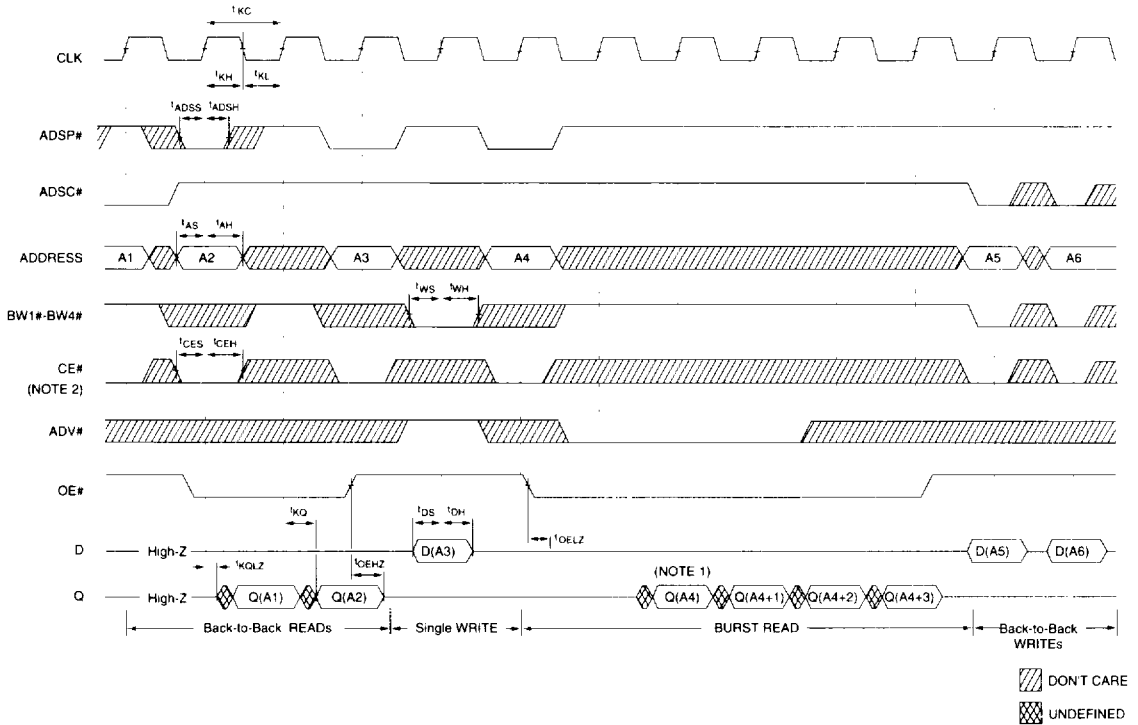 tKC
CLK
tKH tKL
tADSS tADSH
ADSP#
ADSC#
tAS tAH
ADDRESS A1 A2 A3 A4 A5 A6
tWS tWH
BW1#-BW4#
tCES tCEH
CE#
(NOTE 2)
ADV#
OE#
tKQ tDS tDH
tOELZ
D High-Z D(A3) D(A5) D(A6)
tKQLZ tOEHZ (NOTE 1)
Q High-Z Q(A1) Q(A2) Q(A4) Q(A4+1) Q(A4+2) Q(A4+3)
Back-to-Back READs Single WRITE BURST READ Back-to-Back
WRITEs
DON'T CARE
UNDEFINED